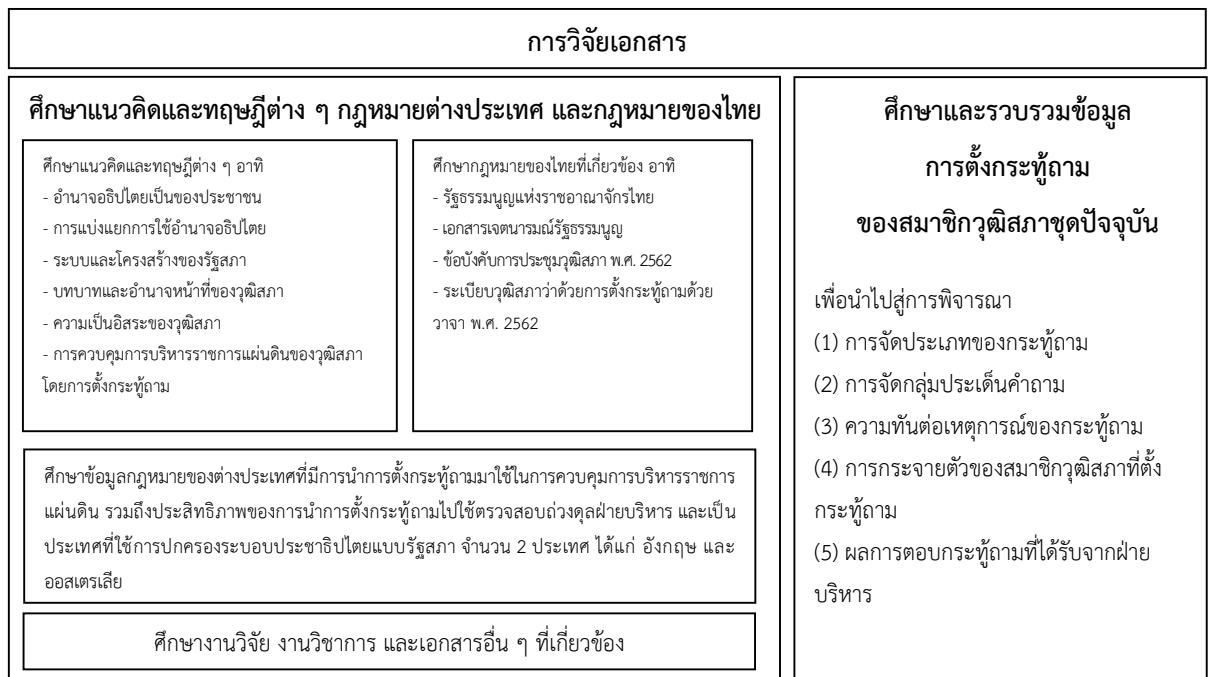 การวิจัยเอกสาร
ศึกษาแนวคิดและทฤษฎีต่าง ๆ กฎหมายต่างประเทศ และกฎหมายของไทย
ศึกษาแนวคิดและทฤษฎีต่าง ๆ อาทิ
- อำนาจอธิปไตยเป็นของประชาชน
- การแบ่งแยกการใช้อำนาจอธิปไตย
- ระบบและโครงสร้างของรัฐสภา
- บทบาทและอำนาจหน้าที่ของวุฒิสภา
- ความเป็นอิสระของวุฒิสภา
- การควบคุมการบริหารราชการแผ่นดินของวุฒิสภา
โดยการตั้งกระทู้ถาม
ศึกษากฎหมายของไทยที่เกี่ยวข้อง อาทิ
- รัฐธรรมนูญแห่งราชอาณาจักรไทย
- เอกสารเจตนารมณ์รัฐธรรมนูญ
- ข้อบังคับการประชุมวุฒิสภา พ.ศ. 2562
- ระเบียบวุฒิสภาว่าด้วยการตั้งกระทู้ถามด้วย
วาจา พ.ศ. 2562
ศึกษาข้อมูลกฎหมายของต่างประเทศที่มีการนำการตั้งกระทู้ถามมาใช้ในการควบคุมการบริหารราชการ
แผ่นดิน รวมถึงประสิทธิภาพของการนำการตั้งกระทู้ถามไปใช้ตรวจสอบถ่วงดุลฝ่ายบริหาร และเป็น
ประเทศที่ใช้การปกครองระบอบประชาธิปไตยแบบรัฐสภา จำนวน 2 ประเทศ ได้แก่ อังกฤษ และ
ออสเตรเลีย
ศึกษางานวิจัย งานวิชาการ และเอกสารอื่น ๆ ที่เกี่ยวข้อง
ศึกษาและรวบรวมข้อมูล
การตั้งกระทู้ถาม
ของสมาชิกวุฒิสภาชุดปัจจุบัน
เพื่อนำไปสู่การพิจารณา
(1) การจัดประเภทของกระทู้ถาม
(2) การจัดกลุ่มประเด็นคำถาม
(3) ความทันต่อเหตุการณ์ของกระทู้ถาม
(4) การกระจายตัวของสมาชิกวุฒิสภาที่ตั้ง
กระทู้ถาม
(5) ผลการตอบกระทู้ถามที่ได้รับจากฝ่าย
บริหาร